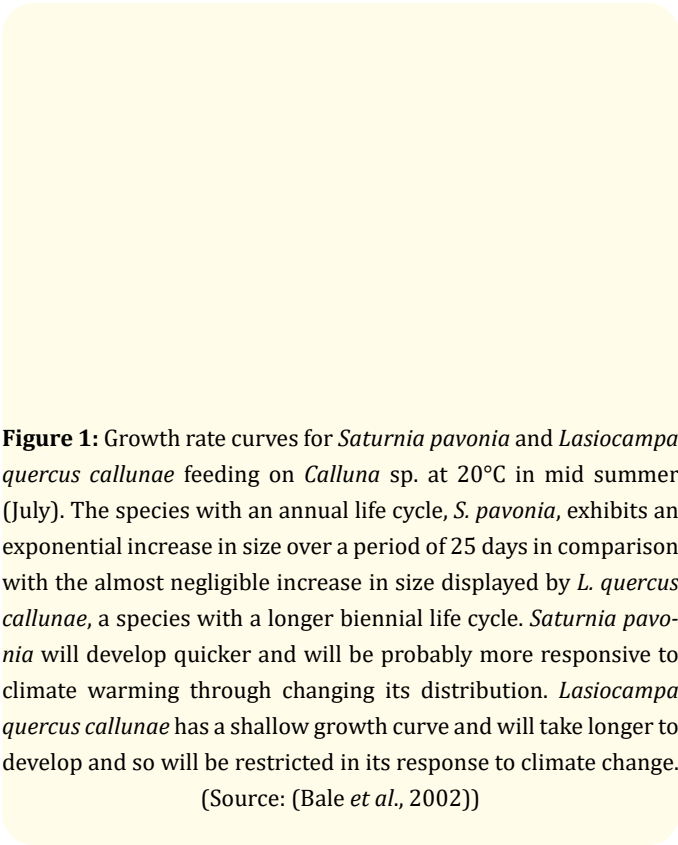 Figure 1: Growth rate curves for Saturnia pavonia and Lasiocampa
quercus callunae feeding on Calluna sp. at 20°C in mid summer
(July). The species with an annual life cycle, S. pavonia, exhibits an
exponential increase in size over a period of 25 days in comparison
with the almost negligible increase in size displayed by L. quercus
callunae, a species with a longer biennial life cycle. Saturnia pavo-
nia will develop quicker and will be probably more responsive to
climate warming through changing its distribution. Lasiocampa
quercus callunae has a shallow growth curve and will take longer to
develop and so will be restricted in its response to climate change.
(Source: (Bale et al., 2002))